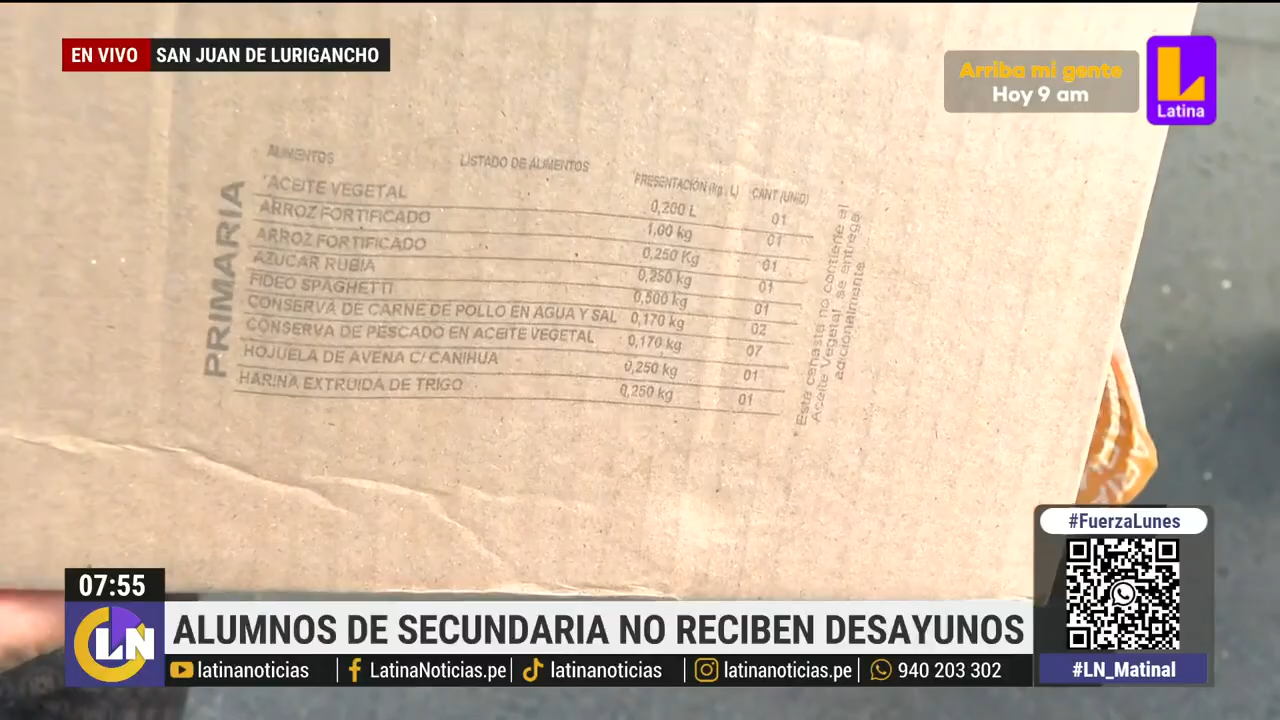 EN VIVO SAN JUAN DE LURIGANCHO
Arriba mi gente
Hoy 9 am
Latina
ALIMENTOS LISTADO DE ALIMENTOS PRESENTACIÓN (kg , L) CANT (UNID)
PRIMARIA
*ACEITE VEGETAL 0,200 L 01
ARROZ FORTIFICADO 1,00 kg 01
ARROZ FORTIFICADO 0,250 Kg 01
AZUCAR RUBIA 0,250 kg 01
FIDEO SPAGHETTI 0,500 kg 01
CONSERVA DE CARNE DE POLLO EN AGUA Y SAL 0,170 kg 02
CONSERVA DE PESCADO EN ACEITE VEGETAL 0,170 kg 07
HOJUELA DE AVENA C/ CAÑIHUA 0,250 kg 01
HARINA EXTRUIDA DE TRIGO 0,250 kg 01
* Esta canasta no contiene el
Aceite Vegetal, se entrega
adicionalmente
#FuerzaLunes
07:55
LN
ALUMNOS DE SECUNDARIA NO RECIBEN DESAYUNOS
latinanoticias LatinaNoticias.pe latinanoticias latinanoticias.pe 940 203 302
#LN_Matinal